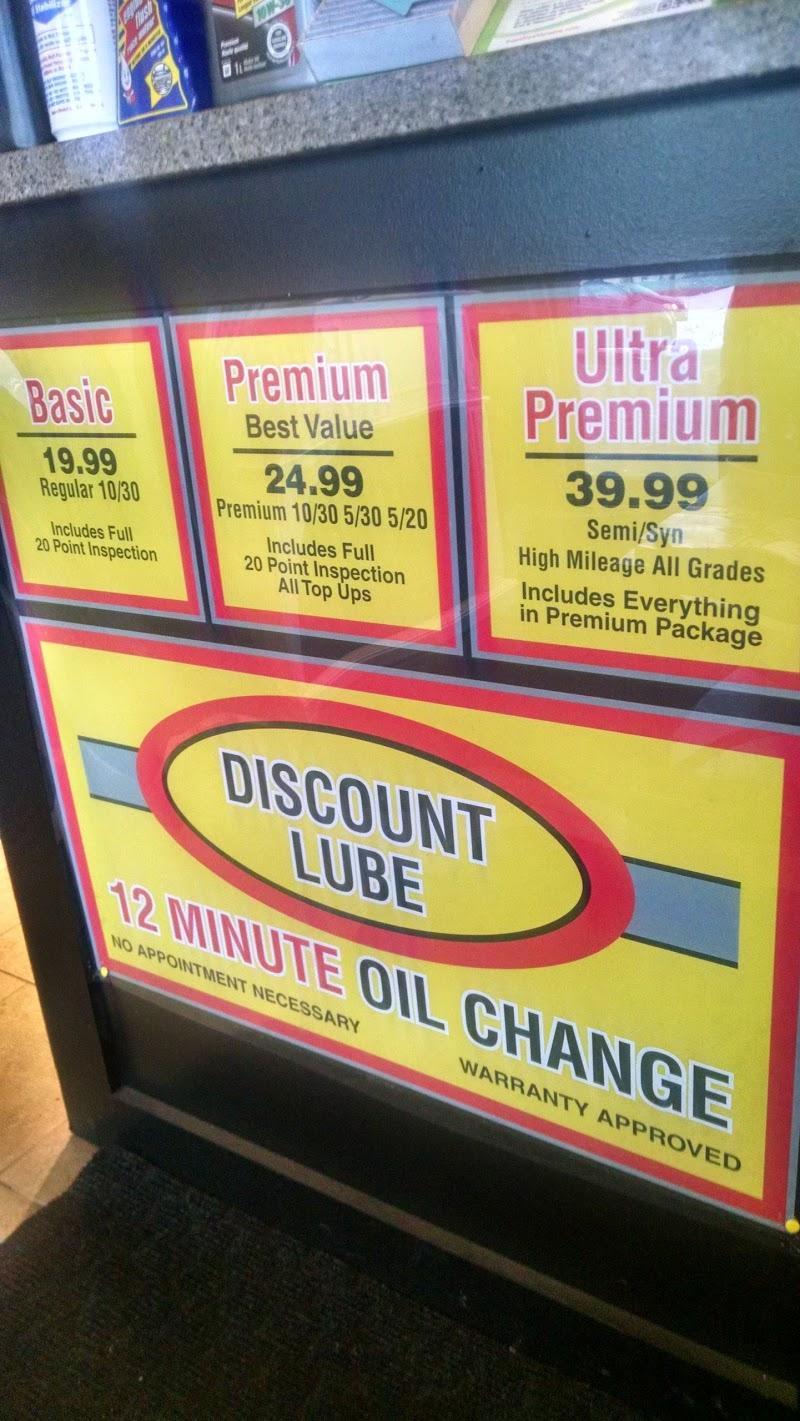 10W-30
Basic
19.99
Regular 10/30
Includes Full
20 Point Inspection
Premium
Best Value
24.99
Premium 10/30 5/30 5/20
Includes Full
20 Point Inspection
All Top Ups
Ultra
Premium
39.99
Semi/Syn
High Mileage All Grades
Includes Everything
in Premium Package
DISCOUNT
LUBE
12 MINUTE OIL CHANGE
NO APPOINTMENT NECESSARY
WARRANTY APPROVED